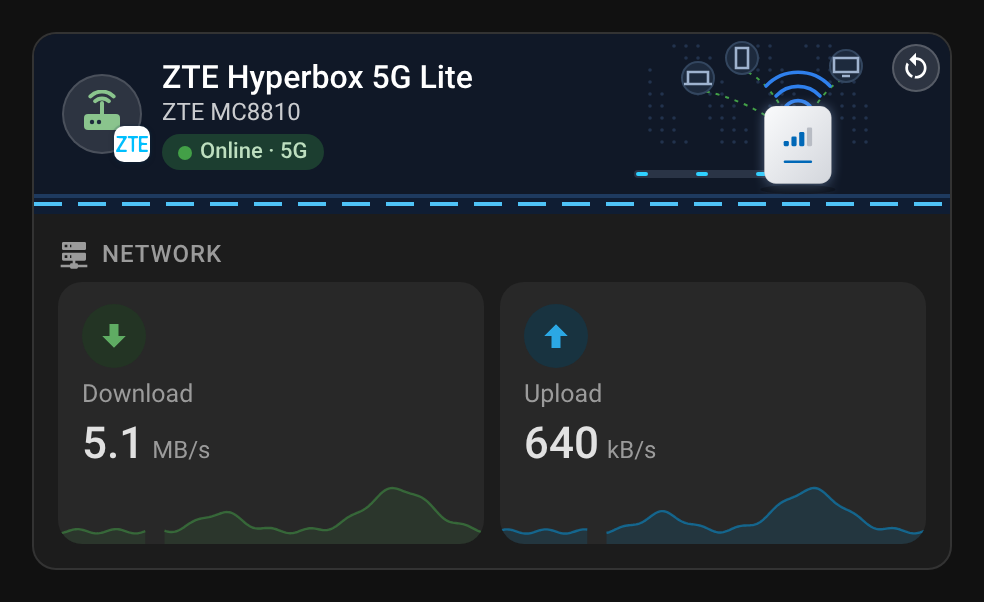 ZTE Hyperbox 5G Lite
ZTE MC8810
ZTE
Online · 5G
NETWORK
Download
5.1 MB/s
Upload
640 kB/s